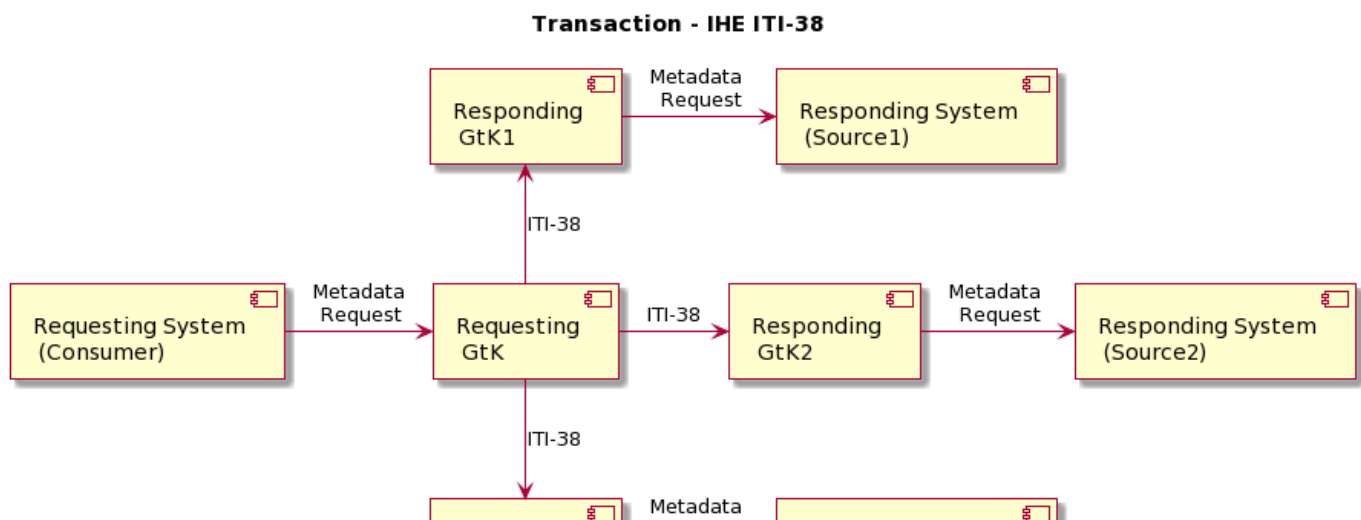 Transaction - IHE ITI-38
Metadata
Request
Responding
GtK1
Responding System
(Source1)
ITI-38
Metadata
Request
ITI-38
Metadata
Request
Requesting System
(Consumer)
Requesting
GtK
Responding
GtK2
Responding System
(Source2)
ITI-38
Metadata